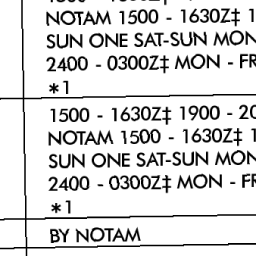 NOTAM 1500 - 1630Z‡ 1
SUN ONE SAT-SUN MON
2400 - 0300Z‡ MON - FR
*1
1500 - 1630Z‡ 1900 - 20
NOTAM 1500 - 1630Z‡ 1
SUN ONE SAT-SUN MON
2400 - 0300Z‡ MON - FR
*1
BY NOTAM